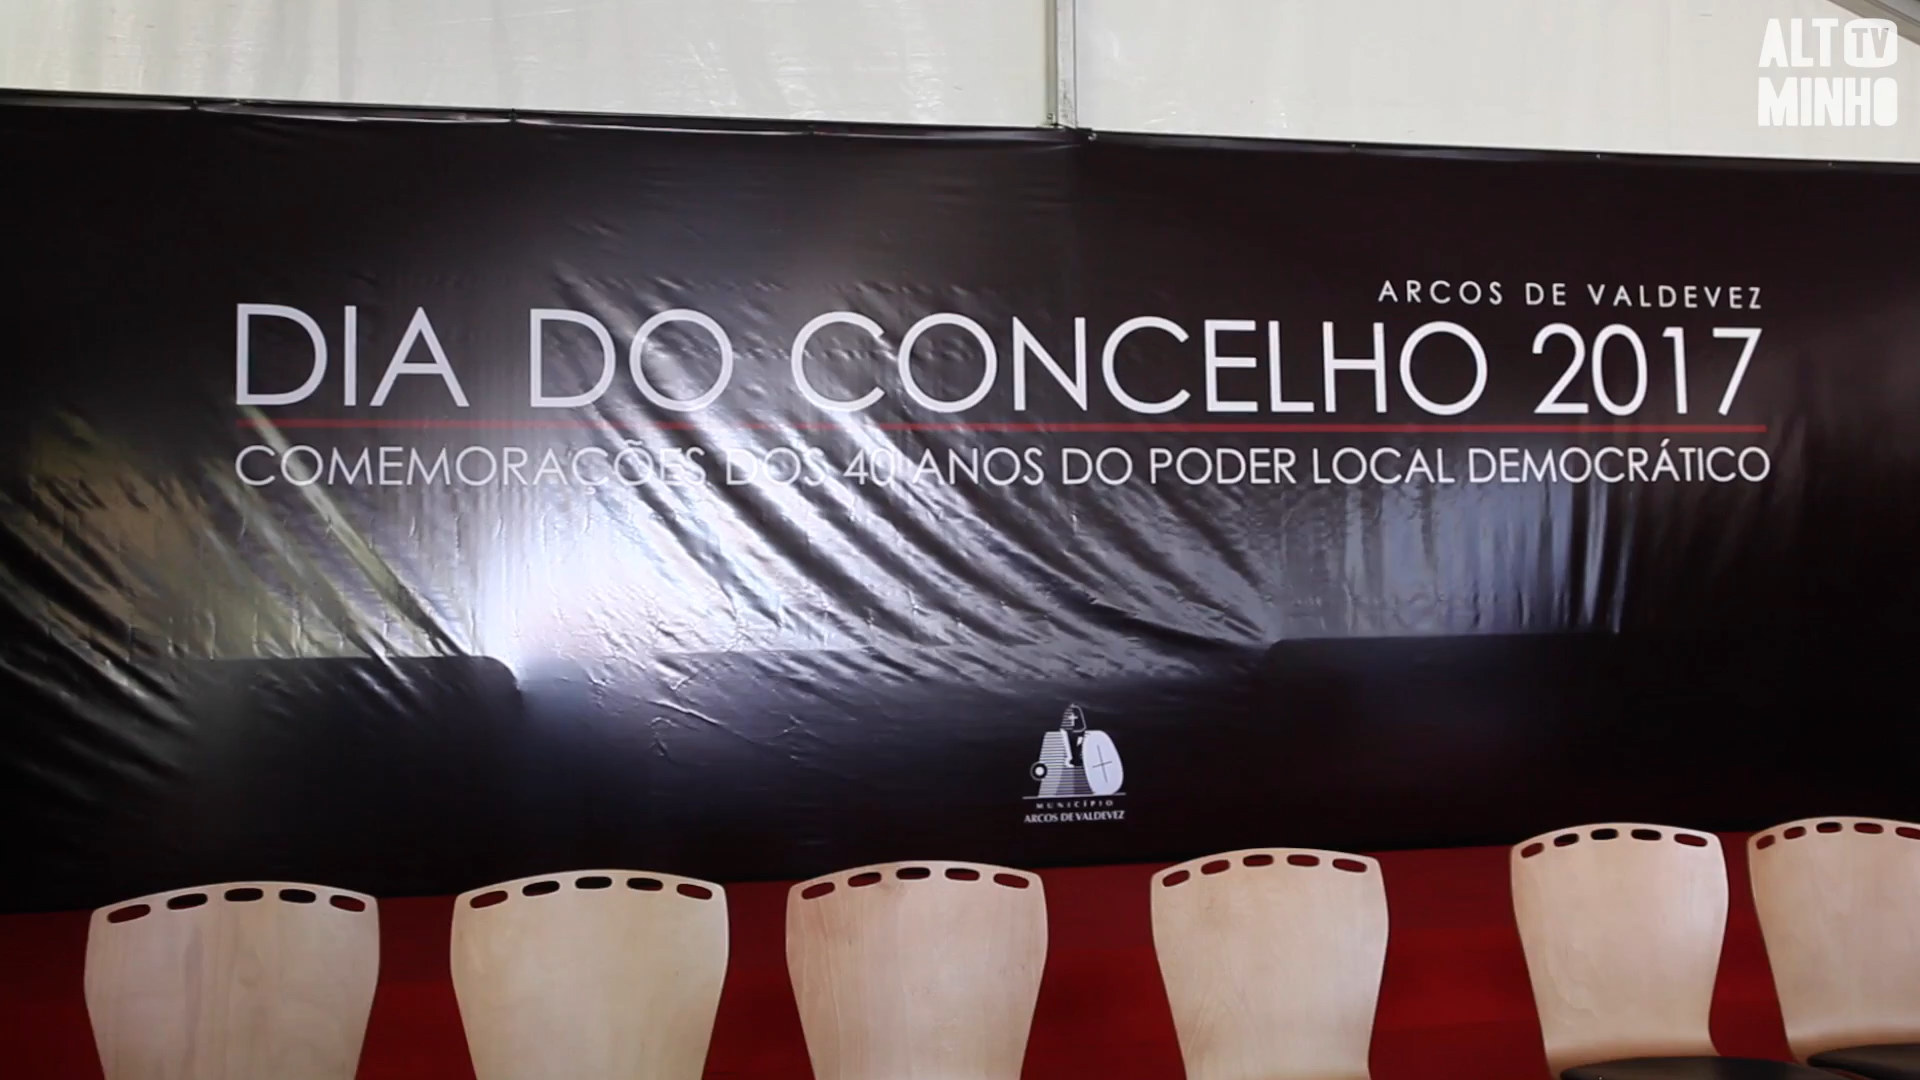 ALT TV
MINHO
ARCOS DE VALDEVEZ
DIA DO CONCELHO 2017
COMEMORAÇÕES DOS 40 ANOS DO PODER LOCAL DEMOCRÁTICO
MUNICÍPIO
ARCOS DE VALDEVEZ